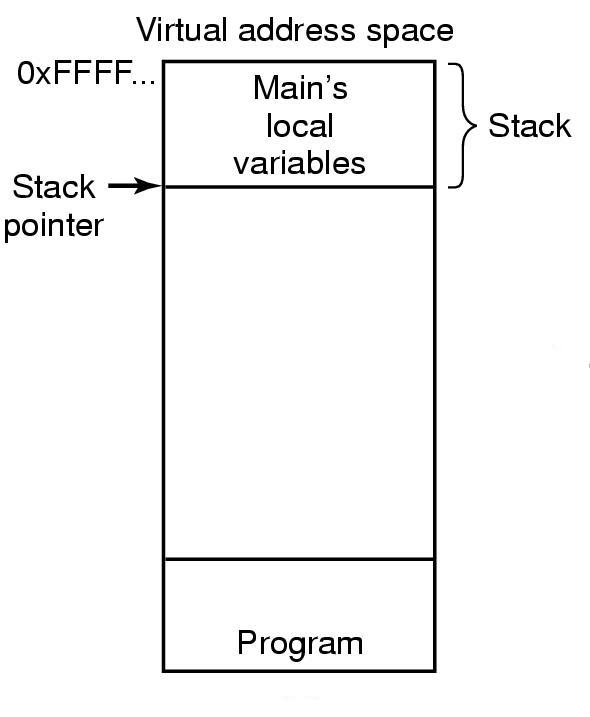 Virtual address space
0xFFFF...
Main's
local
variables
Stack
Stack
pointer
Program